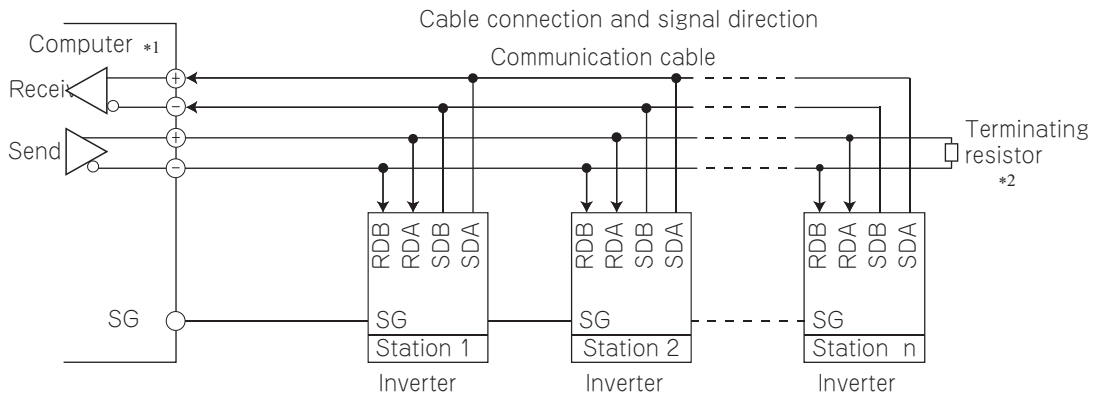 Cable connection and signal direction
Computer *1
Communication cable
+
Recei
−
+
Send
−
Terminating
resistor
*2
RDB RDA SDB SDA
RDB RDA SDB SDA
RDB RDA SDB SDA
SG
SG
SG
SG
Station 1
Station 2
Station n
Inverter
Inverter
Inverter